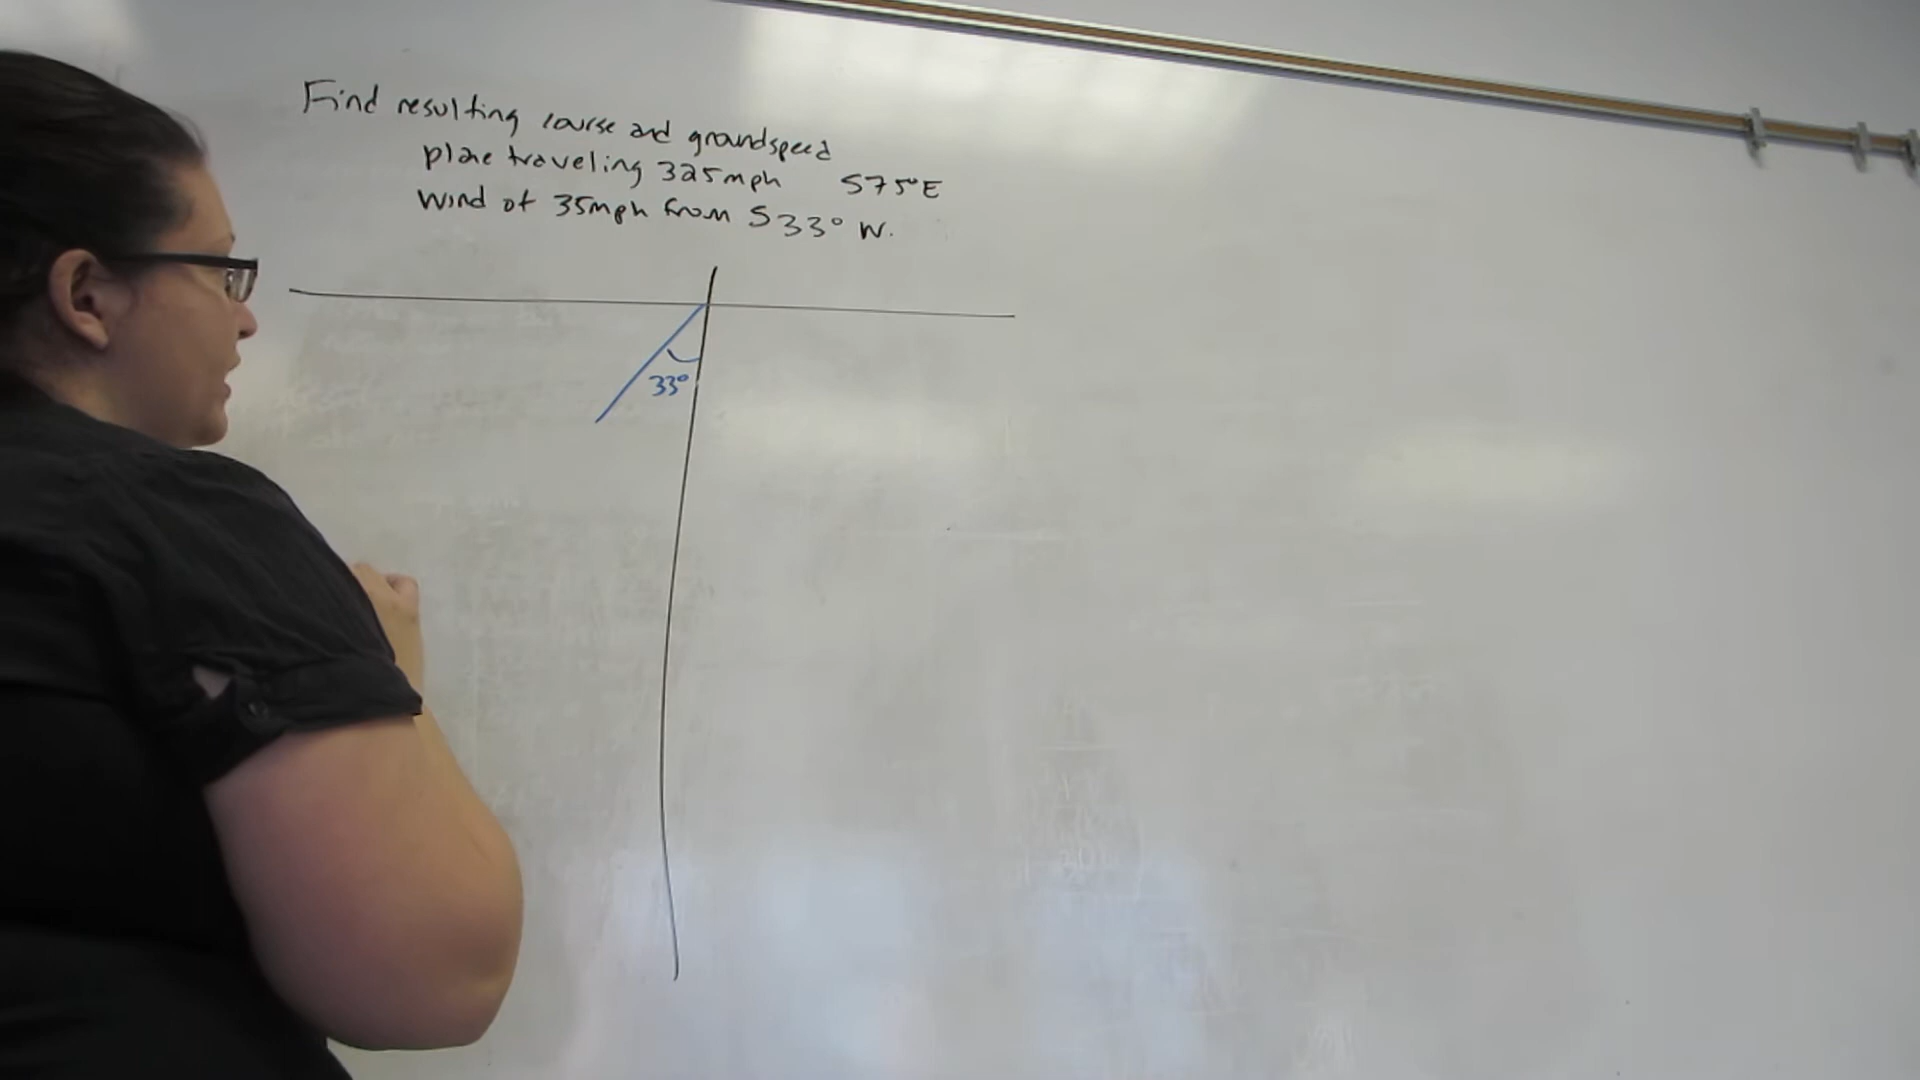 Find resulting course and groundspeed
plane traveling 325mph S75°E
wind of 35mph from S33° W.
33°